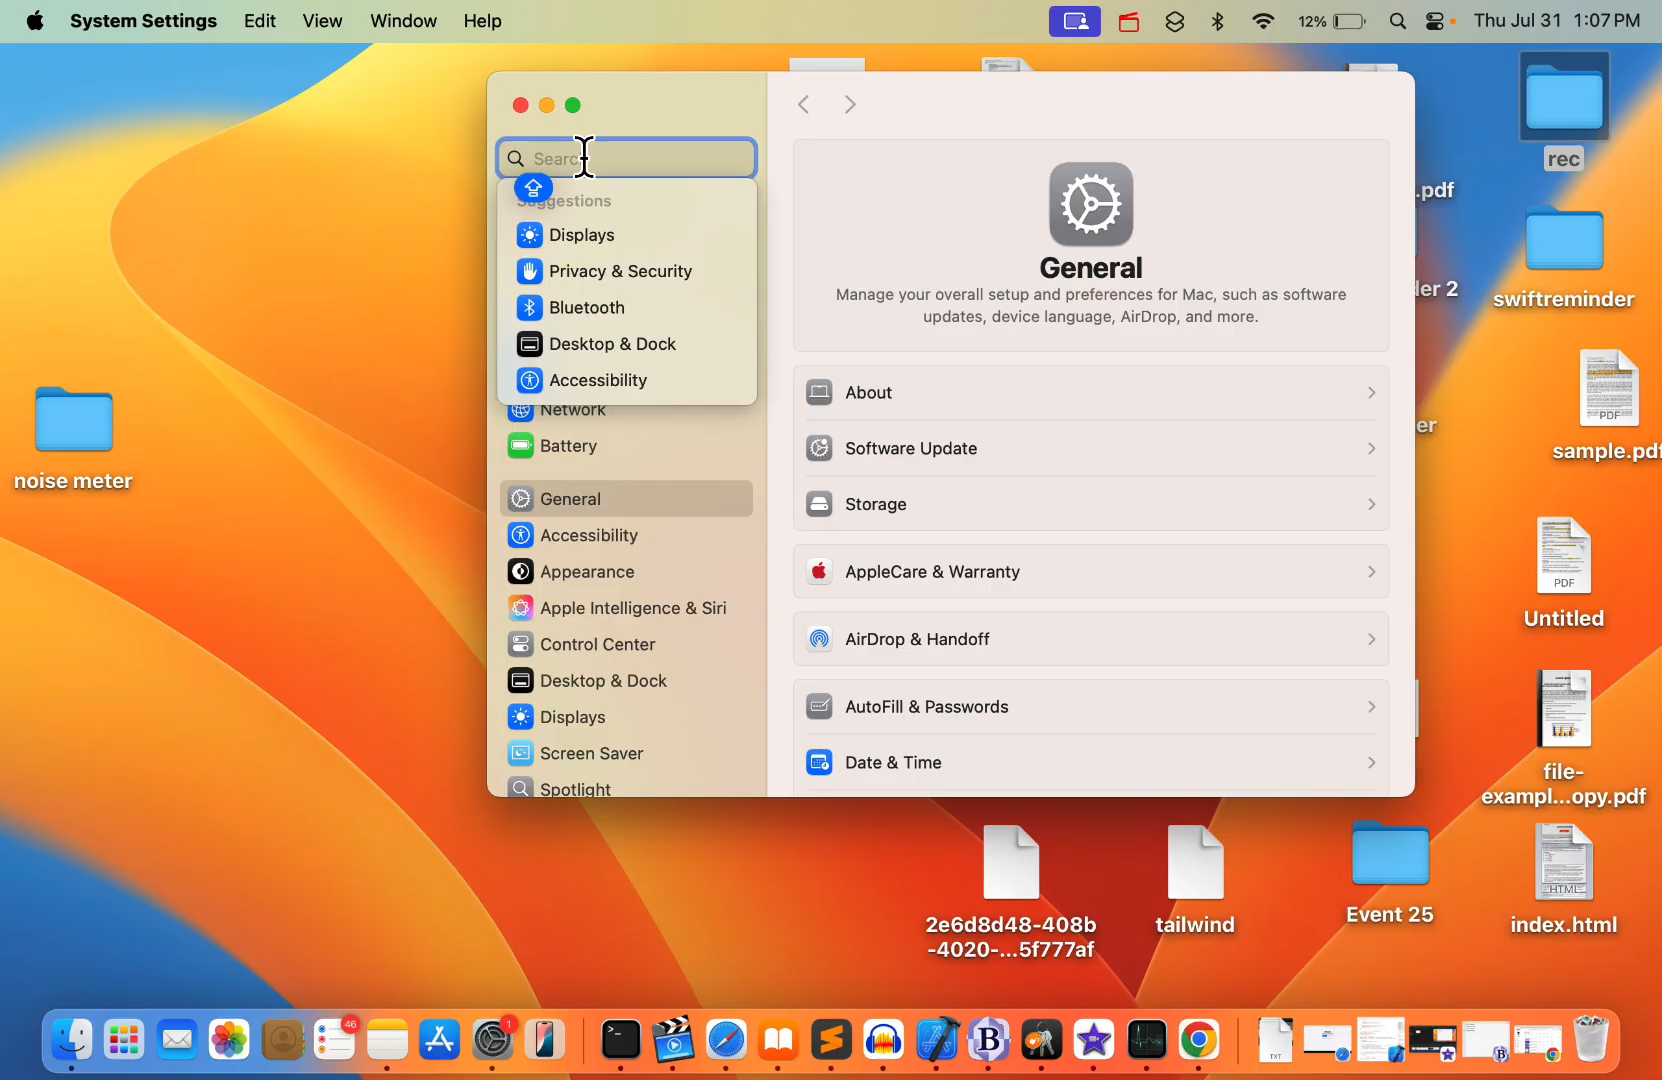 System Settings Edit View Window Help
12% Thu Jul 31 1:07 PM
Suggestions
Displays
Privacy & Security
Bluetooth
Desktop & Dock
Accessibility
Network
Battery
General
Accessibility
Appearance
Apple Intelligence & Siri
Control Center
Desktop & Dock
Displays
Screen Saver
Spotlight
General
Manage your overall setup and preferences for Mac, such as software
updates, device language, AirDrop, and more.
About
Software Update
Storage
AppleCare & Warranty
AirDrop & Handoff
AutoFill & Passwords
Date & Time
noise meter
rec
.pdf
swiftreminder
der 2
er
PDF
sample.pdf
PDF
Untitled
file-
exampl...opy.pdf
2e6d8d48-408b
-4020-...5f777af
tailwind
Event 25
HTML
index.html
46
1
TXT